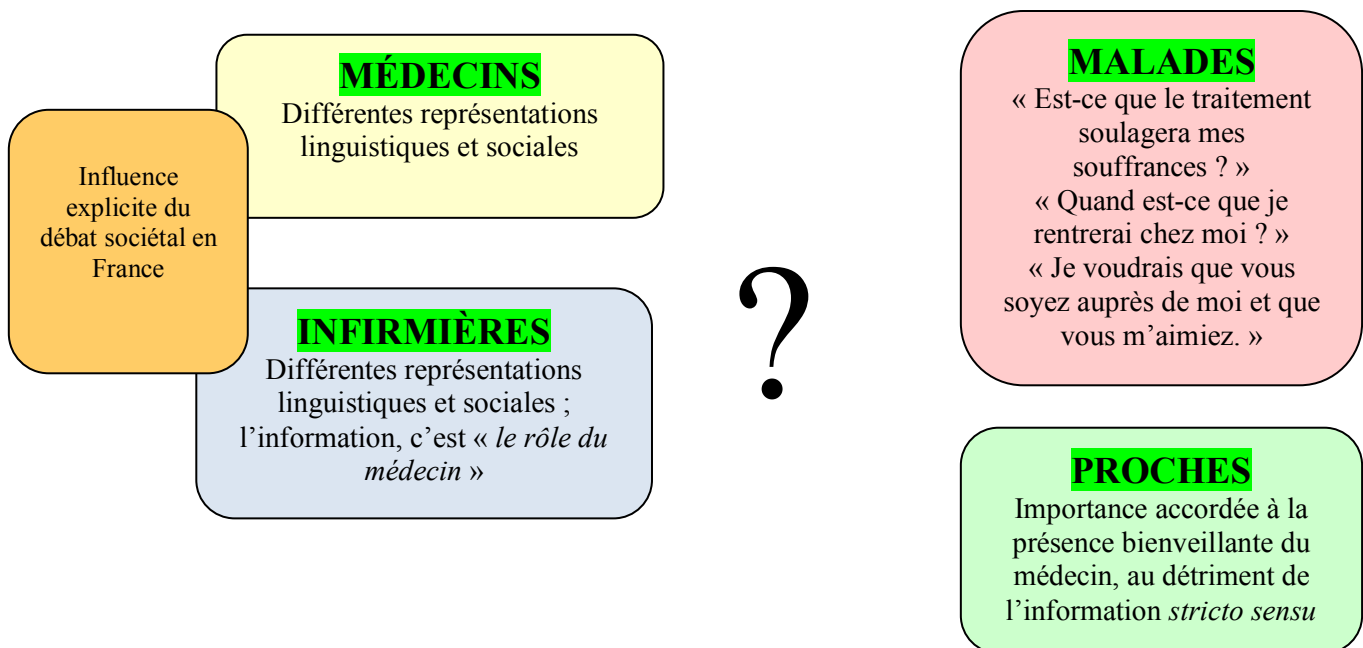 MÉDECINS
Différentes représentations
linguistiques et sociales
Influence
explicite du
débat sociétal en
France
INFIRMIÈRES
Différentes représentations
linguistiques et sociales ;
l’information, c’est « le rôle du
médecin »
?
MALADES
« Est-ce que le traitement
soulagera mes
souffrances ? »
« Quand est-ce que je
rentrerai chez moi ? »
« Je voudrais que vous
soyez auprès de moi et que
vous m’aimiez. »
PROCHES
Importance accordée à la
présence bienveillante du
médecin, au détriment de
l’information stricto sensu